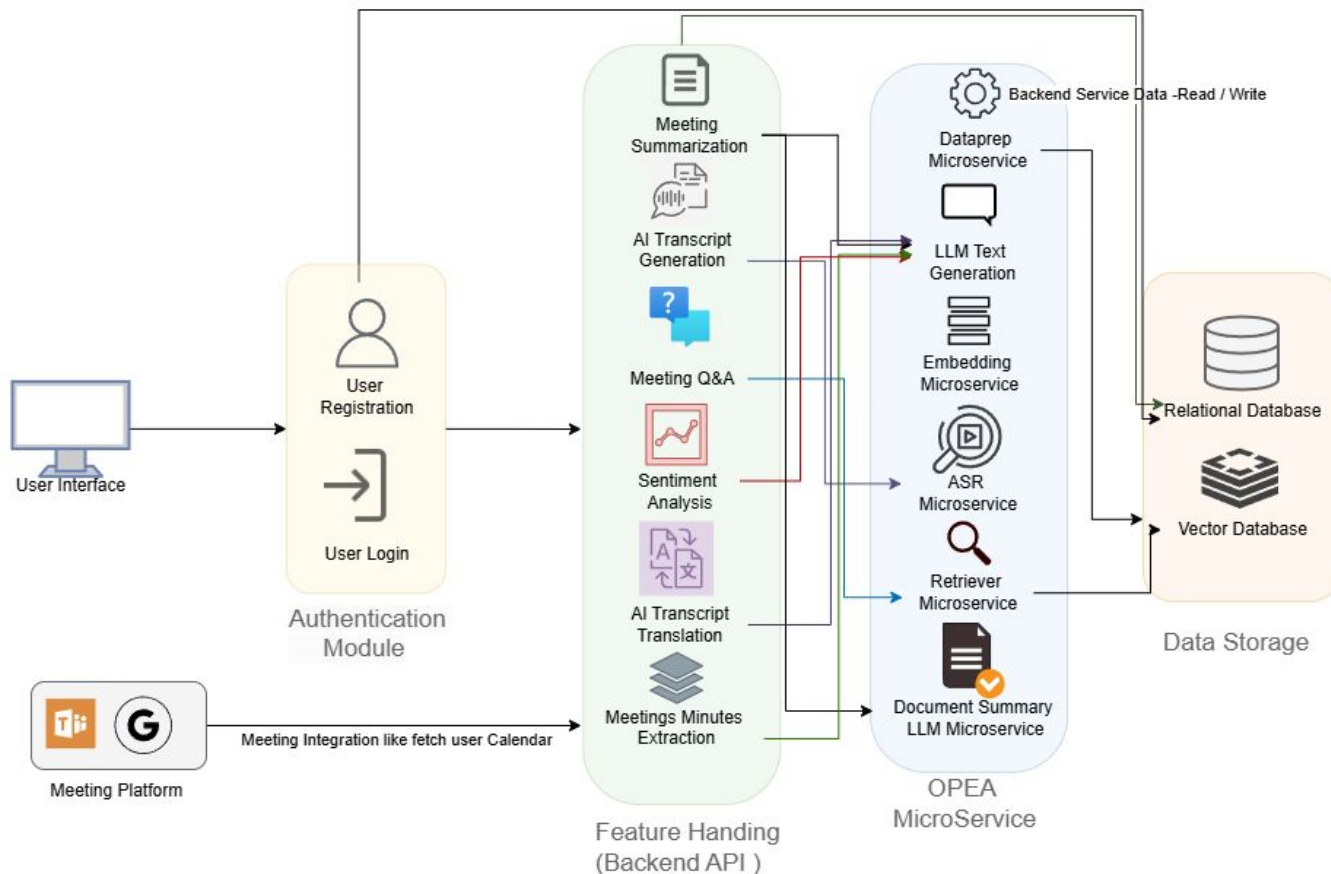 User Interface
User
Registration
User Login
Authentication
Module
T
G
Meeting Integration like fetch user Calendar
Meeting Platform
Meeting
Summarization
AI Transcript
Generation
?
Meeting Q&A
Sentiment
Analysis
A
文
AI Transcript
Translation
Meetings Minutes
Extraction
Feature Handing
(Backend API )
Backend Service Data -Read / Write
Dataprep
Microservice
LLM Text
Generation
Embedding
Microservice
ASR
Microservice
Retriever
Microservice
Document Summary
LLM Microservice
OPEA
MicroService
Relational Database
Vector Database
Data Storage